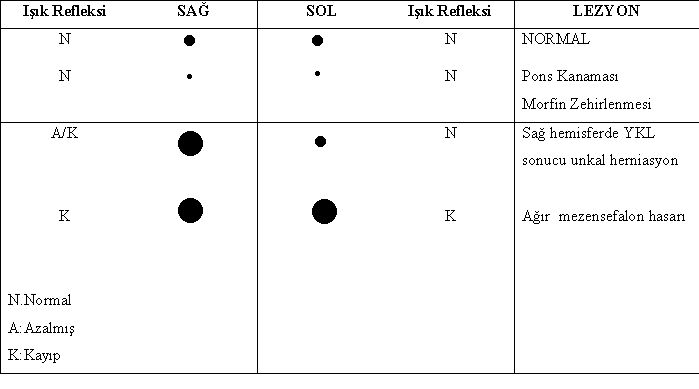 Işık Refleksi SAĞ SOL Işık Refleksi LEZYON
N N NORMAL
N N Pons Kanaması
Morfin Zehirlenmesi
A/K N Sağ hemisferde YKL
sonucu unkal herniasyon
K K Ağır mezensefalon hasarı
N.Normal
A:Azalmış
K:Kayıp